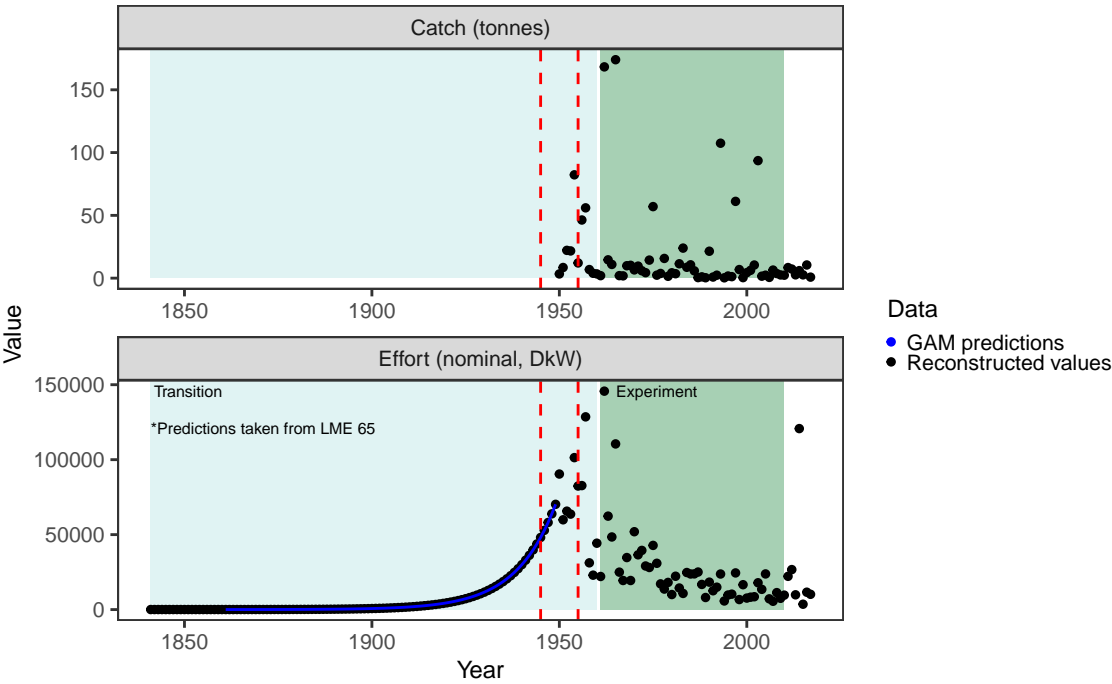 Catch (tonnes)
150
100
50
0
1850 1900 1950 2000
Value
Effort (nominal, DkW)
150000
100000
50000
0
Transition
Experiment
*Predictions taken from LME 65
1850 1900 1950 2000
Year
Data
GAM predictions
Reconstructed values